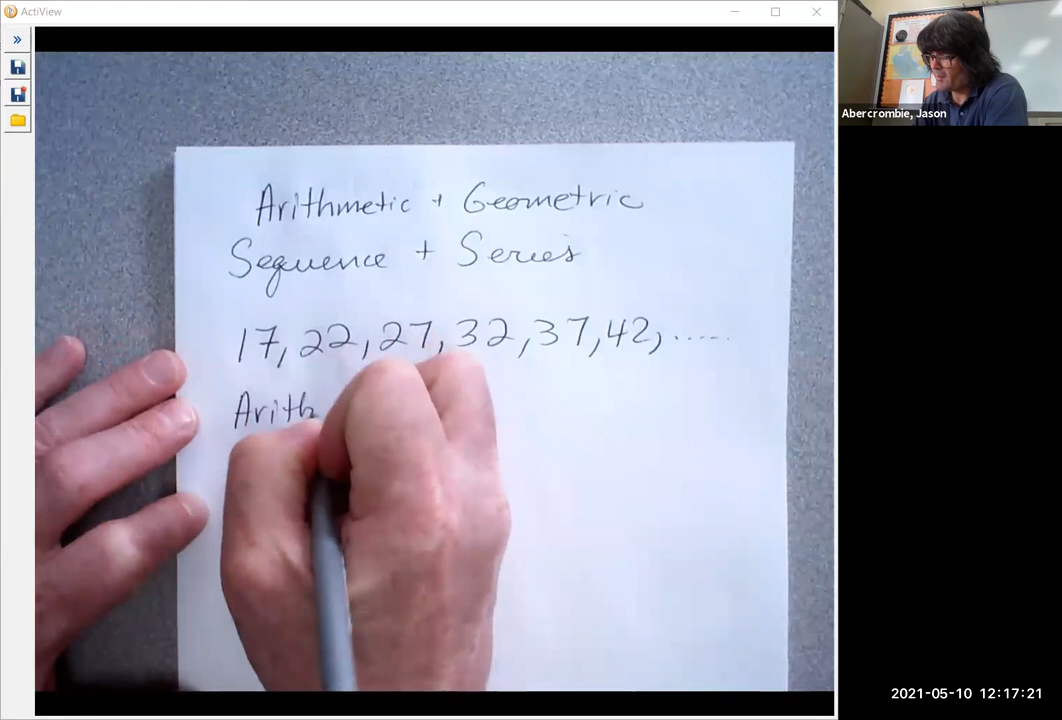 ActiView
Abercrombie, Jason
Arithmetic + Geometric
Sequence + Series
17, 22, 27, 32, 37, 42, .....
Arith
2021-05-10 12:17:21